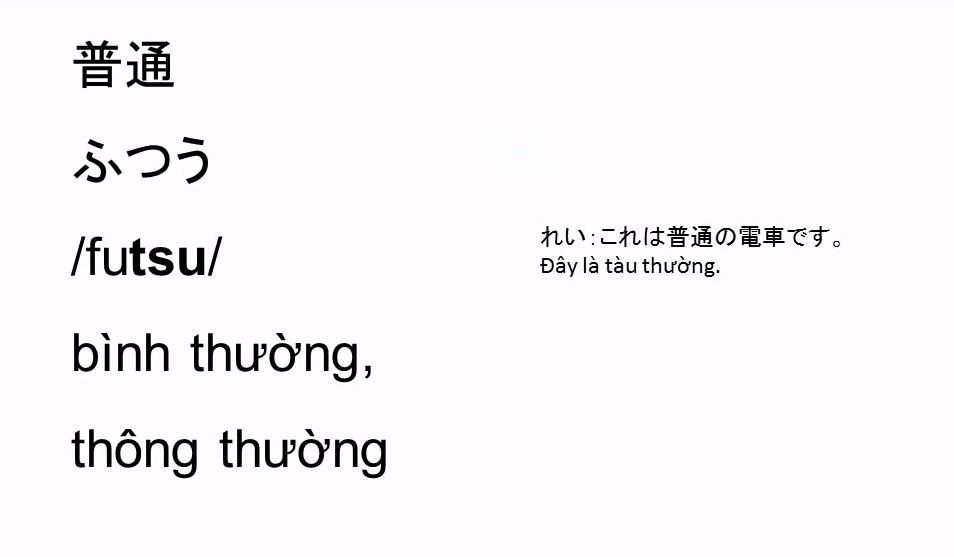 普通
ふつう
/futsu/
bình thường,
thông thường
れい：これは普通の電車です。
Đây là tàu thường.